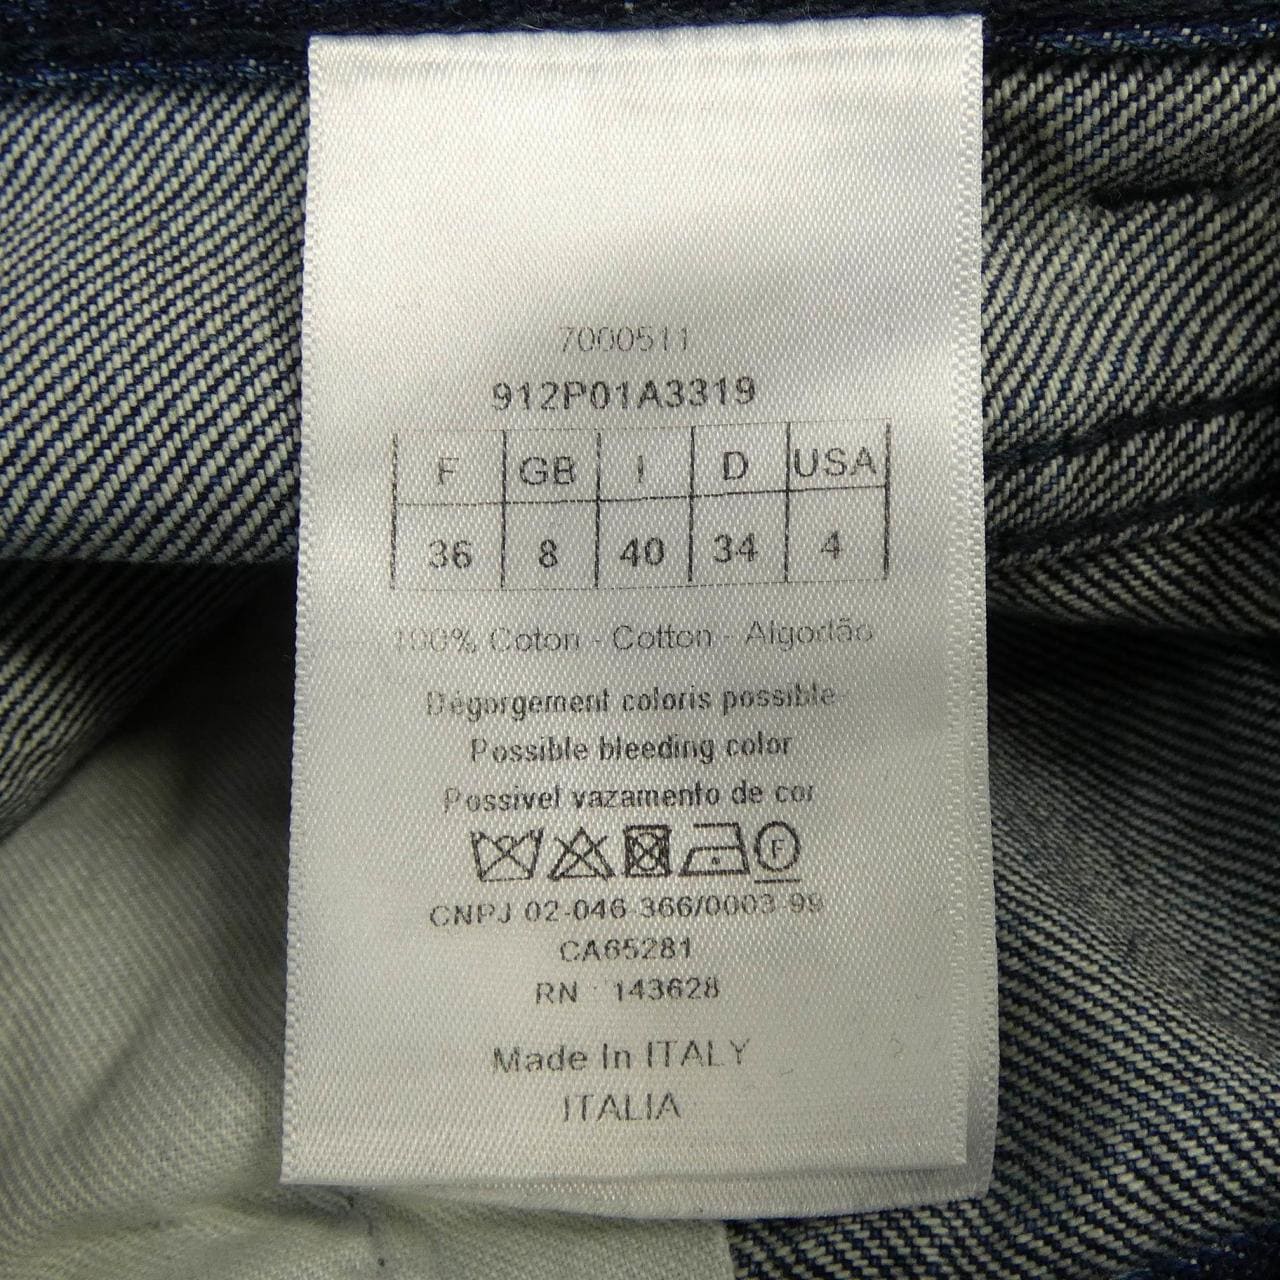 7000511
912P01A3319
F GB I D USA
36 8 40 34 4
100% Coton - Cotton - Algodão
Dégorgement coloris possible
Possible bleeding color
Possivel vazamento de cor
F
CNPJ 02-046-366/0003-99
CA65281
RN : 143628
Made In ITALY
ITALIA